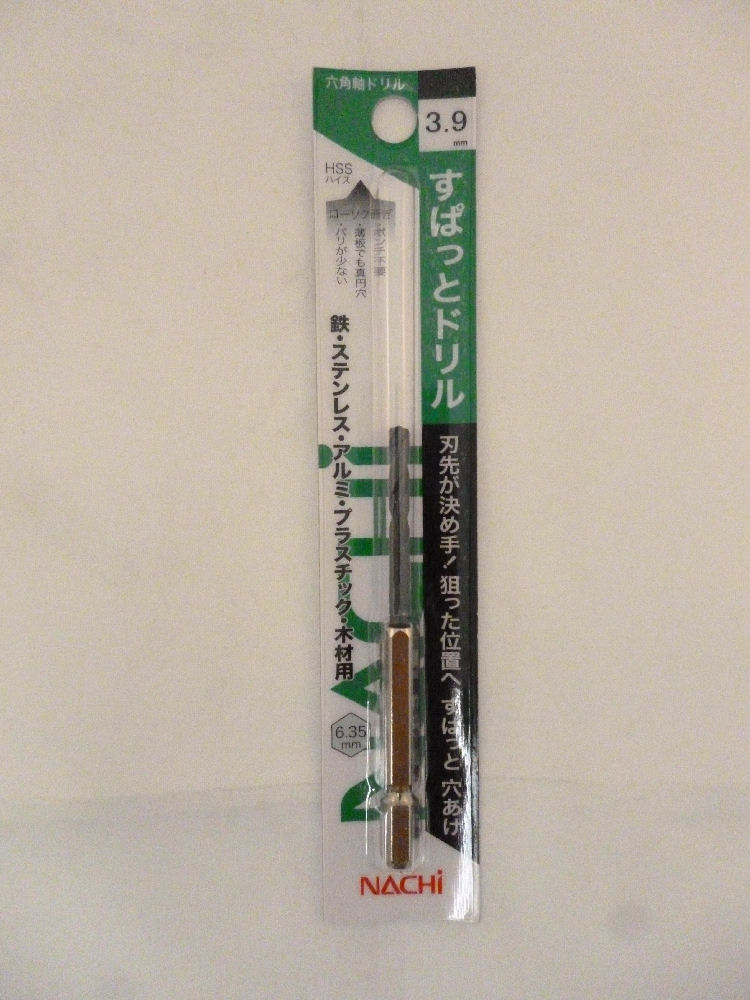 六角軸ドリル
3.9
mm
HSS
ハイス
ローソク研ぎ
・ポンチ不要
・薄板でも真円穴
・バリが少ない
すぱっとドリル
鉄・ステンレス・アルミ・プラスチック・木材用
刃先が決め手！狙った位置へ、すぱっと穴あけ
6.35
mm
NACHi